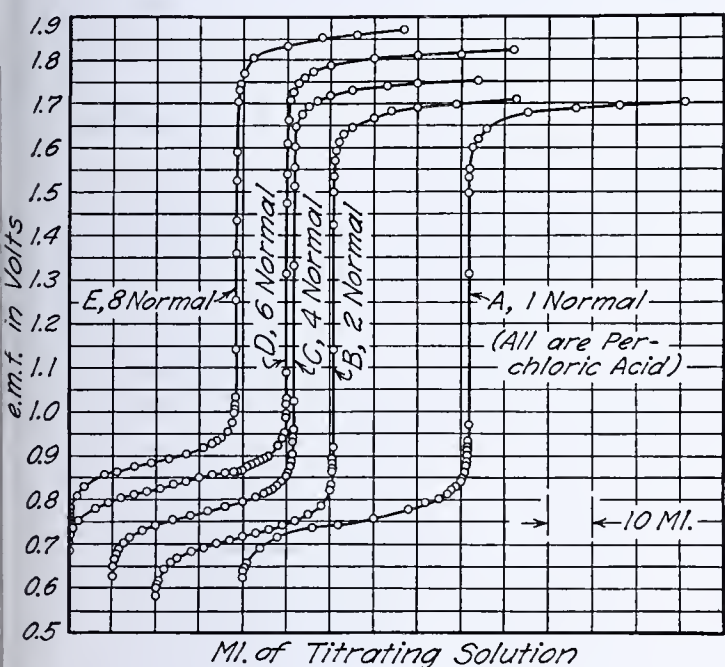 1.9
1.8
1.7
1.6
1.5
1.4
1.3
1.2
1.1
1.0
0.9
0.8
0.7
0.6
0.5
e.m.f. in Volts
E, 8 Normal
D, 6 Normal
C, 4 Normal
B, 2 Normal
A, 1 Normal
(All are Per-
chloric Acid)
10 Ml.
Ml. of Titrating Solution